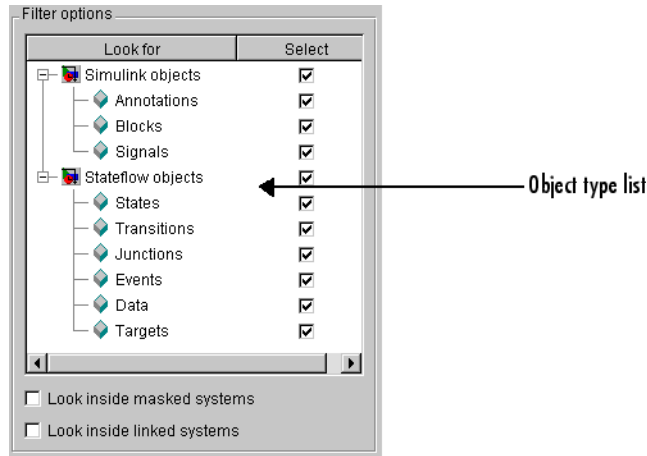 Filter options
Look for Select
Simulink objects
Annotations
Blocks
Signals
Stateflow objects
Object type list
States
Transitions
Junctions
Events
Data
Targets
Look inside masked systems
Look inside linked systems